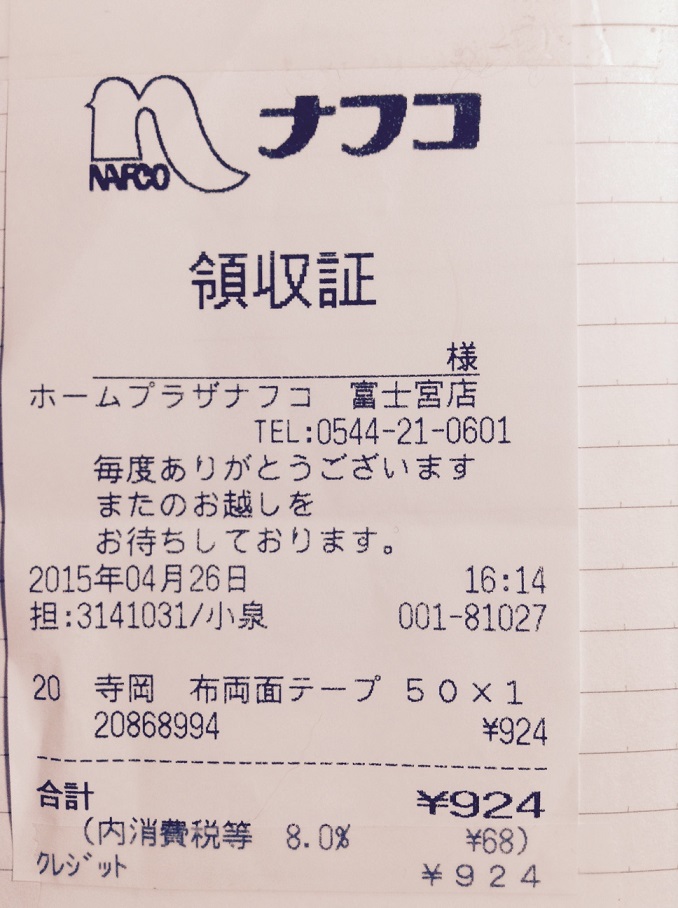 NAFCO ナフコ
領収証
様
ホームプラザナフコ 富士宮店
TEL:0544-21-0601
毎度ありがとうございます
またのお越しを
お待ちしております。
2015年04月26日 16:14
担:3141031/小泉 001-81027
20 寺岡 布両面テープ 50×1
20868994 ¥924
合計 ¥924
(内消費税等 8.0% ¥68)
クレジット ¥924